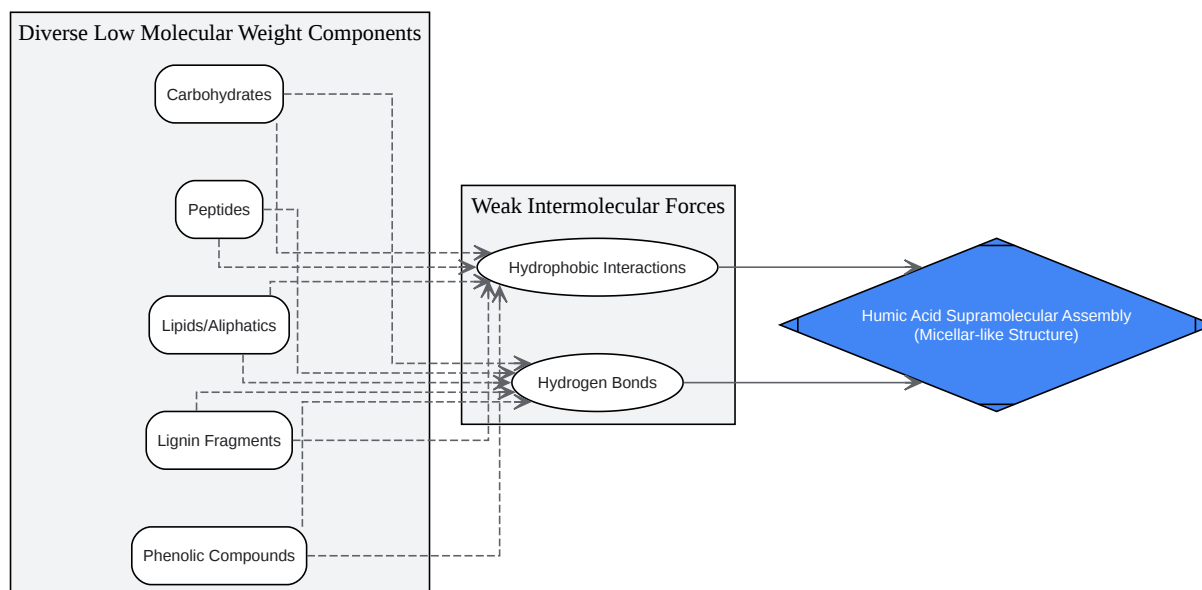 Diverse Low Molecular Weight Components
Carbohydrates
Peptides
Lipids/Aliphatics
Lignin Fragments
Phenolic Compounds
Weak Intermolecular Forces
Hydrophobic Interactions
Hydrogen Bonds
Humic Acid Supramolecular Assembly
(Micellar-like Structure)